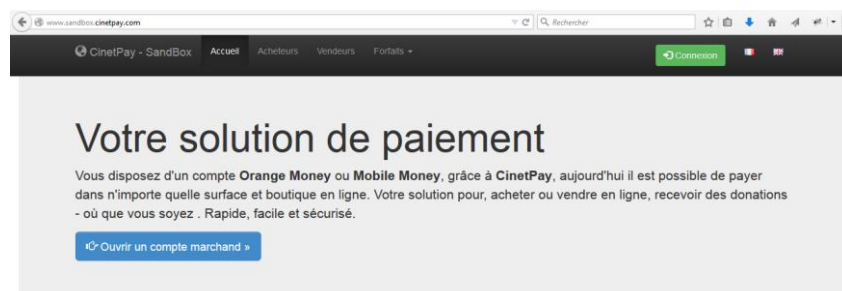 www.sandbox.cinetpay.com
Rechercher
CinetPay - SandBox Accueil Acheteurs Vendeurs Forfaits
Connexion
Votre solution de paiement
Vous disposez d'un compte Orange Money ou Mobile Money, grâce à CinetPay, aujourd'hui il est possible de payer
dans n'importe quelle surface et boutique en ligne. Votre solution pour, acheter ou vendre en ligne, recevoir des donations
- où que vous soyez . Rapide, facile et sécurisé.
Ouvrir un compte marchand »